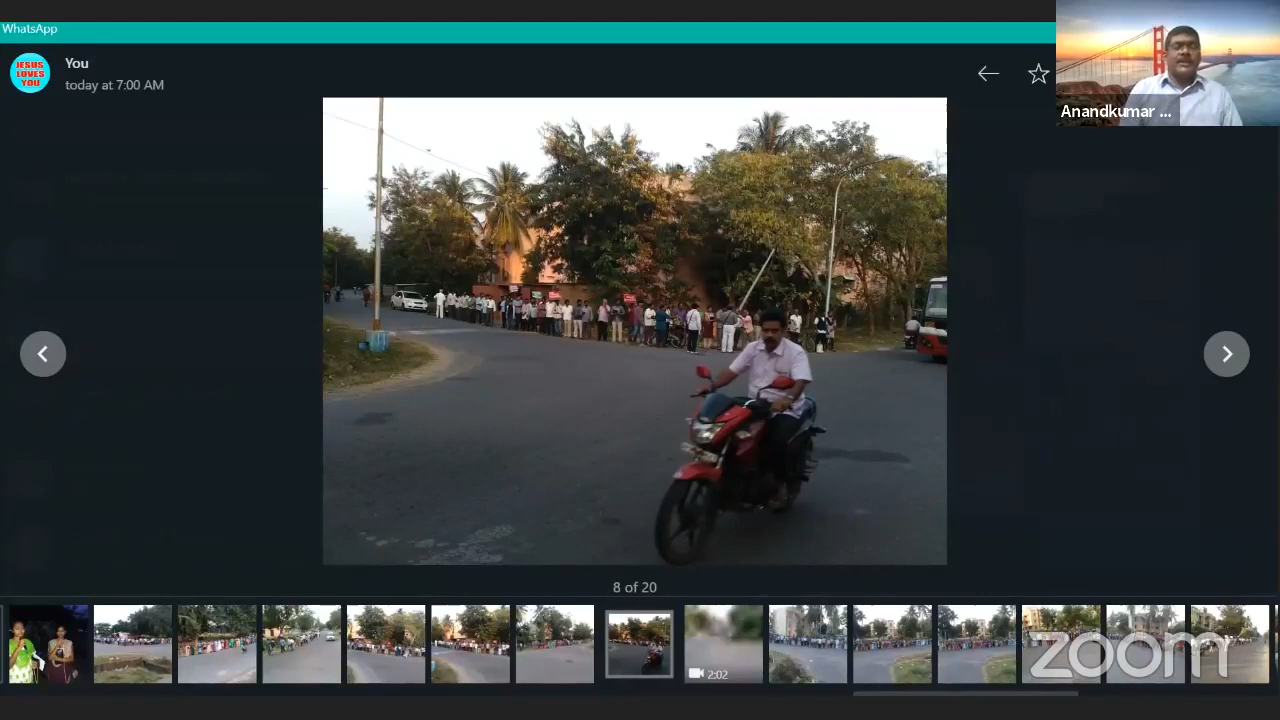 WhatsApp
JESUS
LOVES
YOU
You
today at 7:00 AM
Anandkumar ...
8 of 20
2:02
zoom